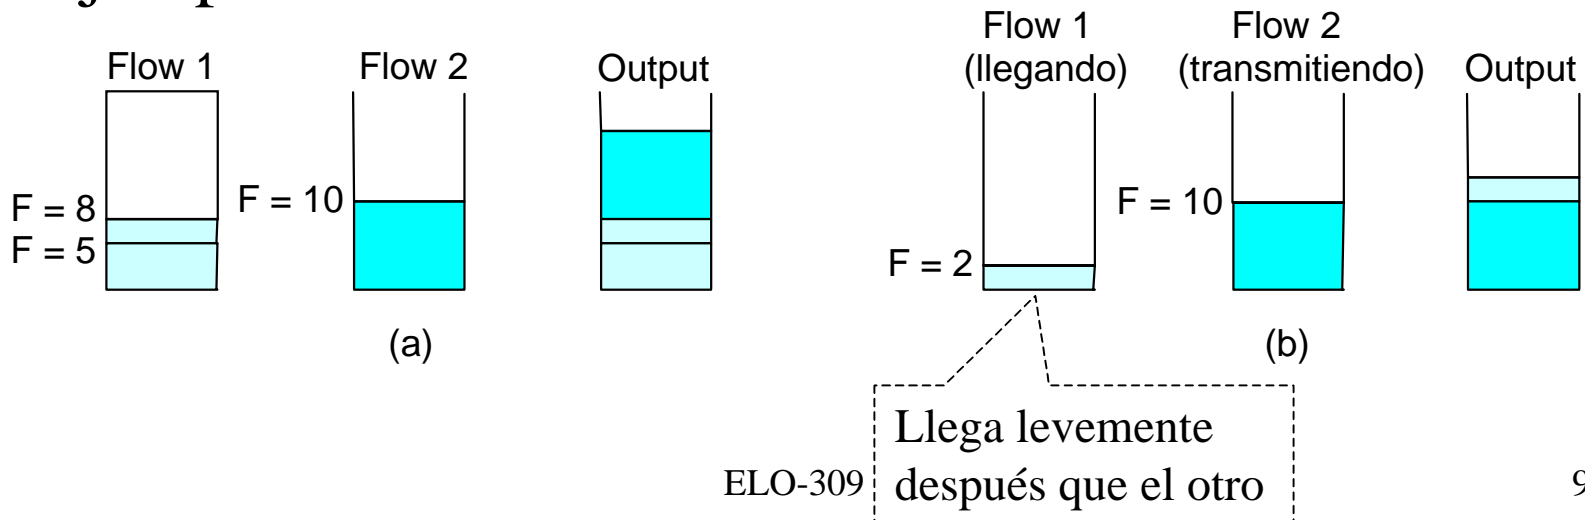 Flow 1
Flow 2
Output
F = 8
F = 5
F = 10
(a)
Flow 1
(llegando)
Flow 2
(transmitiendo)
Output
F = 2
F = 10
(b)
Llega levemente
después que el otro
ELO-309
9